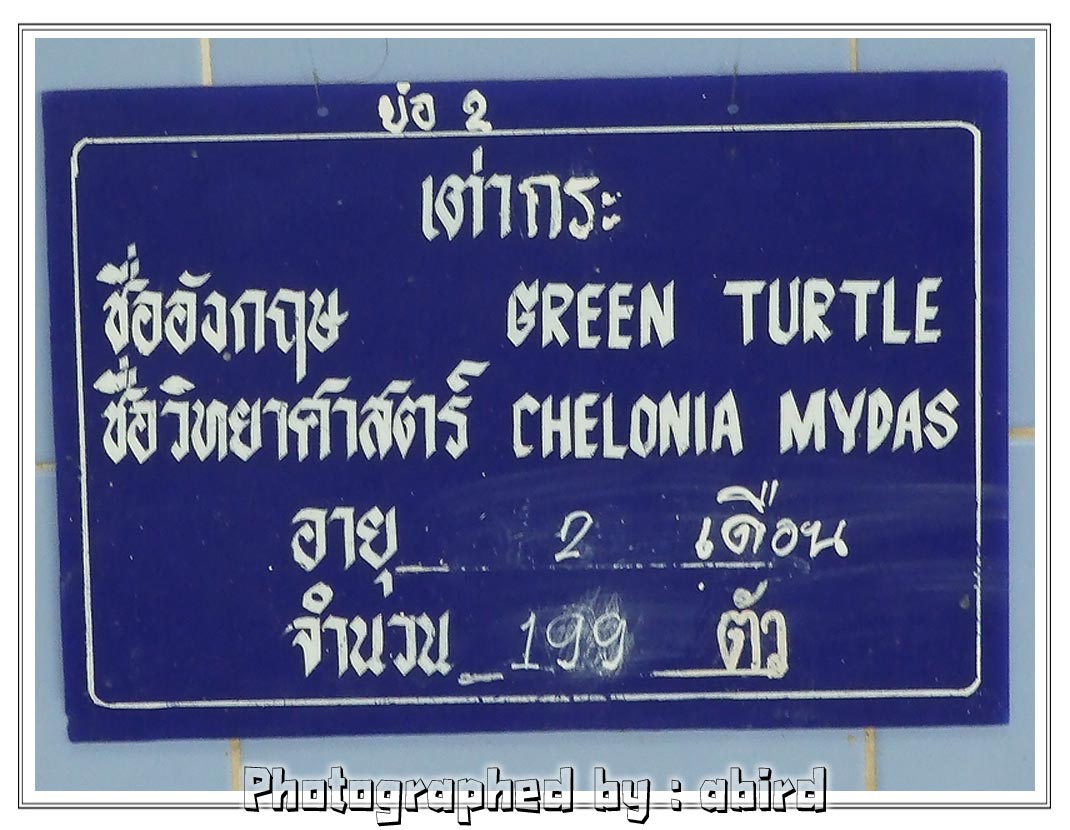 บ่อ 2
เต่ากระ
ชื่ออังกฤษ GREEN TURTLE
ชื่อวิทยาศาสตร์ CHELONIA MYDAS
อายุ 2 เดือน
จำนวน 199 ตัว
Photographed by : abird